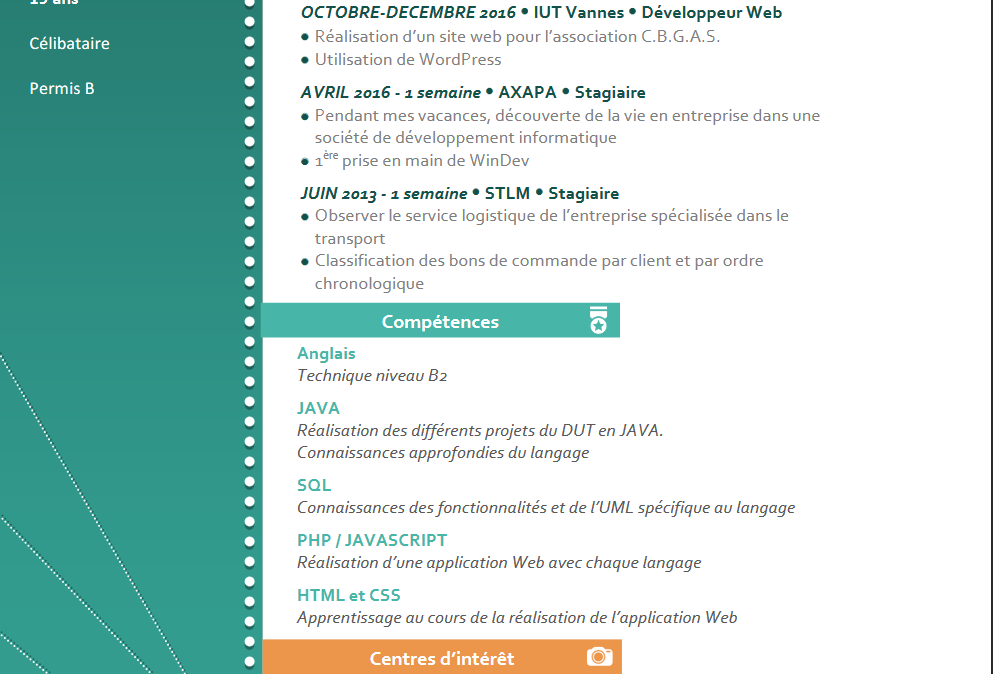 19 ans
Célibataire
Permis B
OCTOBRE-DECEMBRE 2016 • IUT Vannes • Développeur Web
• Réalisation d’un site web pour l’association C.B.G.A.S.
• Utilisation de WordPress
AVRIL 2016 - 1 semaine • AXAPA • Stagiaire
• Pendant mes vacances, découverte de la vie en entreprise dans une
société de développement informatique
• 1ère prise en main de WinDev
JUIN 2013 - 1 semaine • STLM • Stagiaire
• Observer le service logistique de l’entreprise spécialisée dans le
transport
• Classification des bons de commande par client et par ordre
chronologique
Compétences
Anglais
Technique niveau B2
JAVA
Réalisation des différents projets du DUT en JAVA.
Connaissances approfondies du langage
SQL
Connaissances des fonctionnalités et de l’UML spécifique au langage
PHP / JAVASCRIPT
Réalisation d’une application Web avec chaque langage
HTML et CSS
Apprentissage au cours de la réalisation de l’application Web
Centres d’intérêt